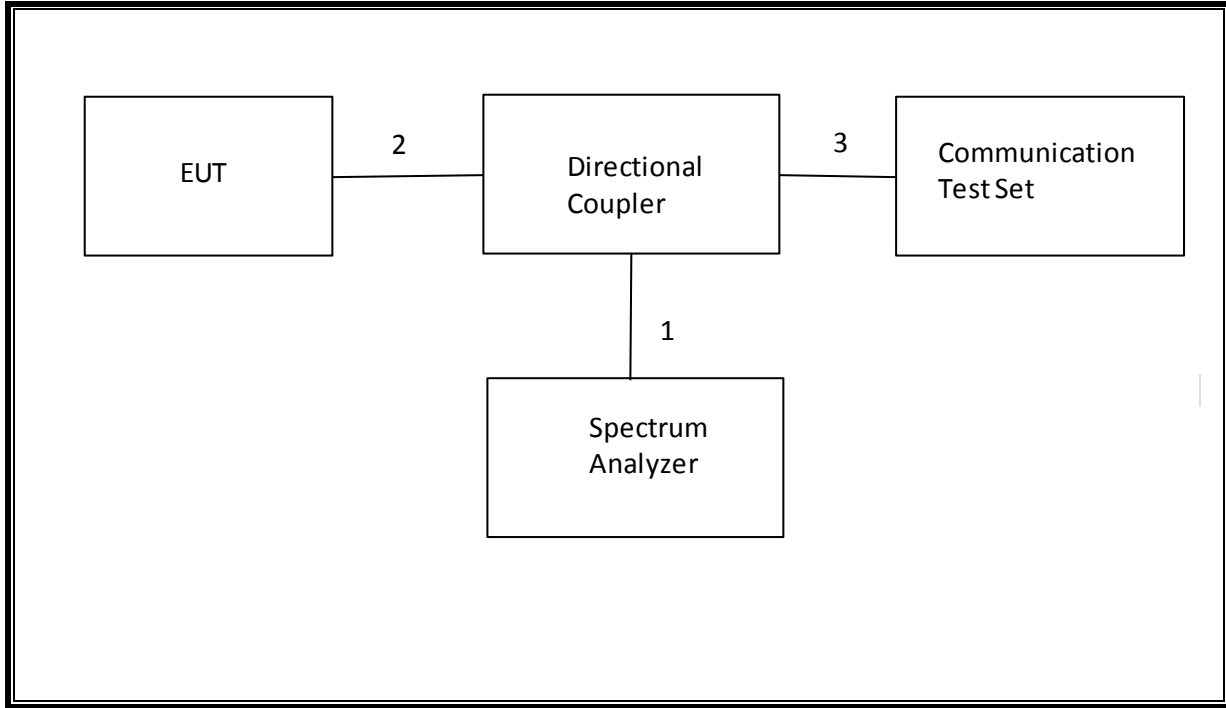 EUT
2
Directional
Coupler
3
Communication
Test Set
1
Spectrum
Analyzer